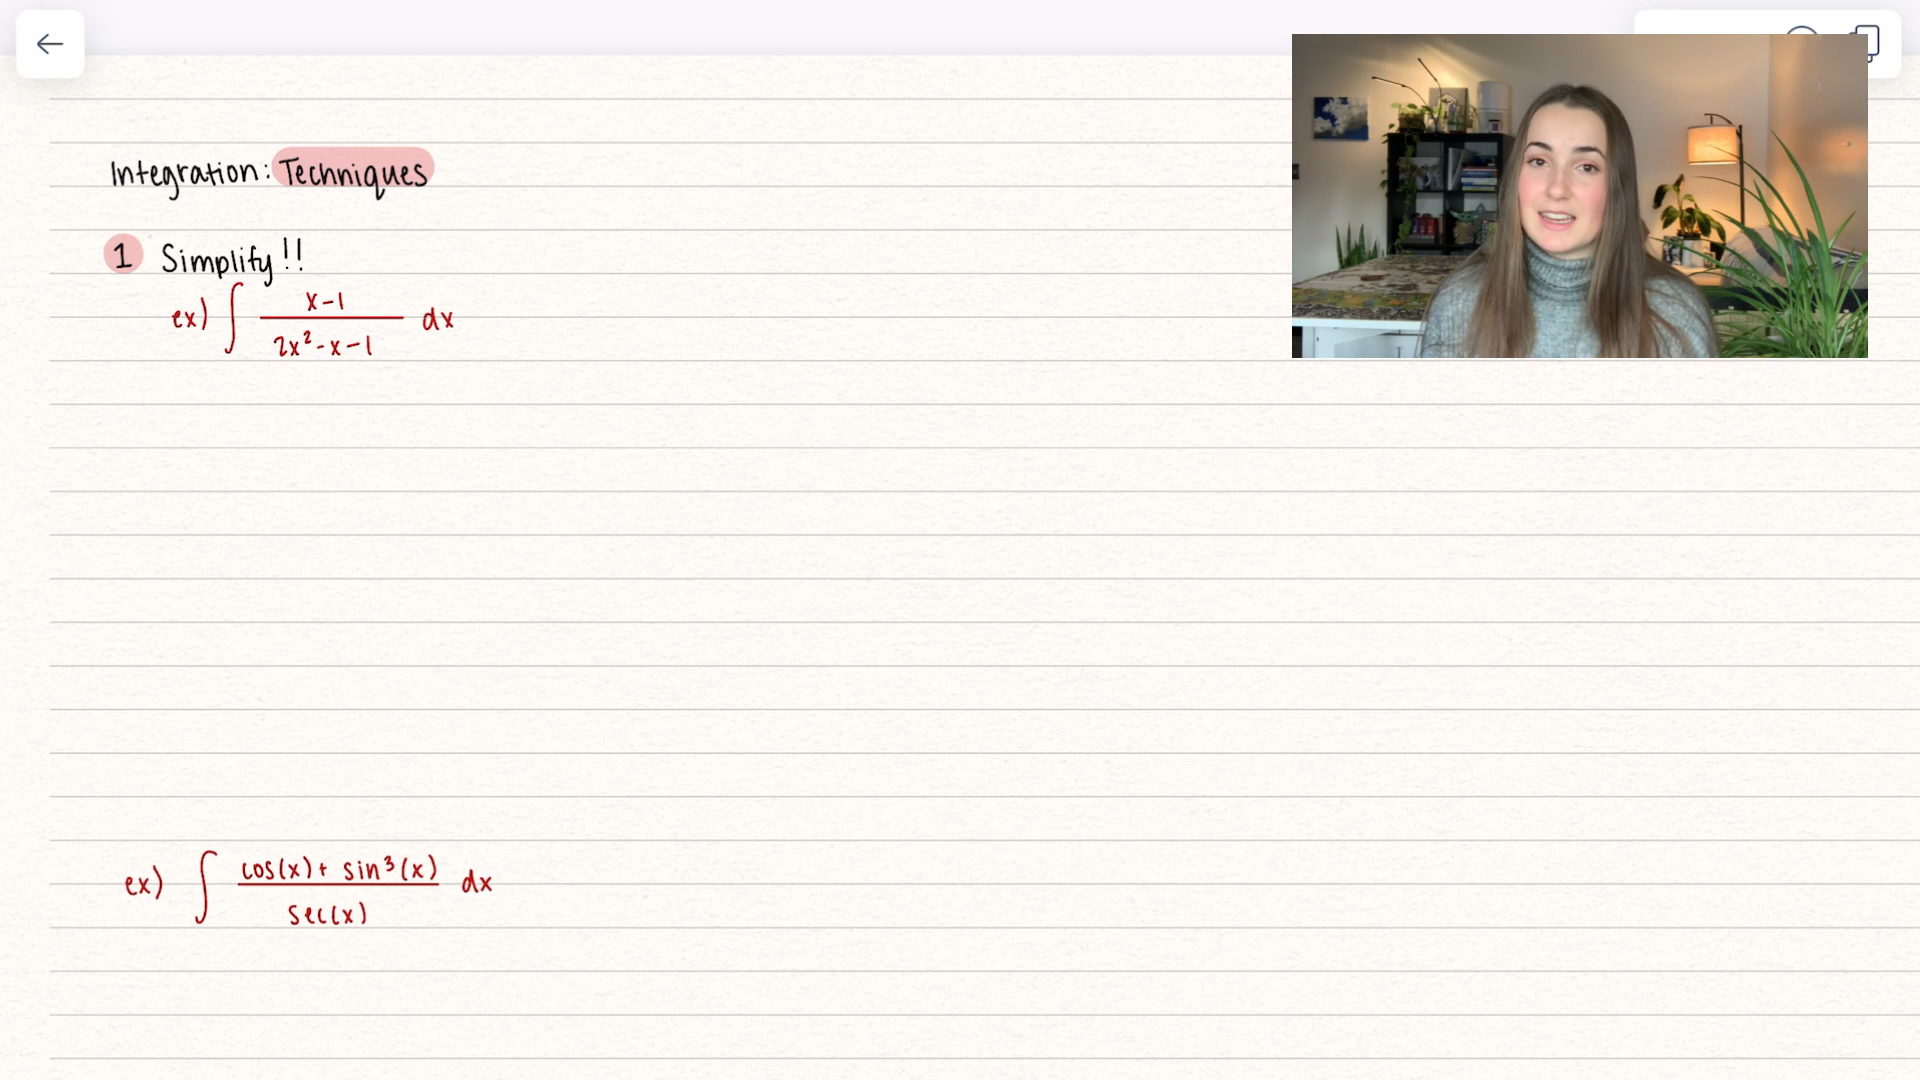 Integration: Techniques
1 Simplify!!
ex) ∫ x-1 / 2x²-x-1 dx
ex) ∫ cos(x)+ sin³(x) / sec(x) dx